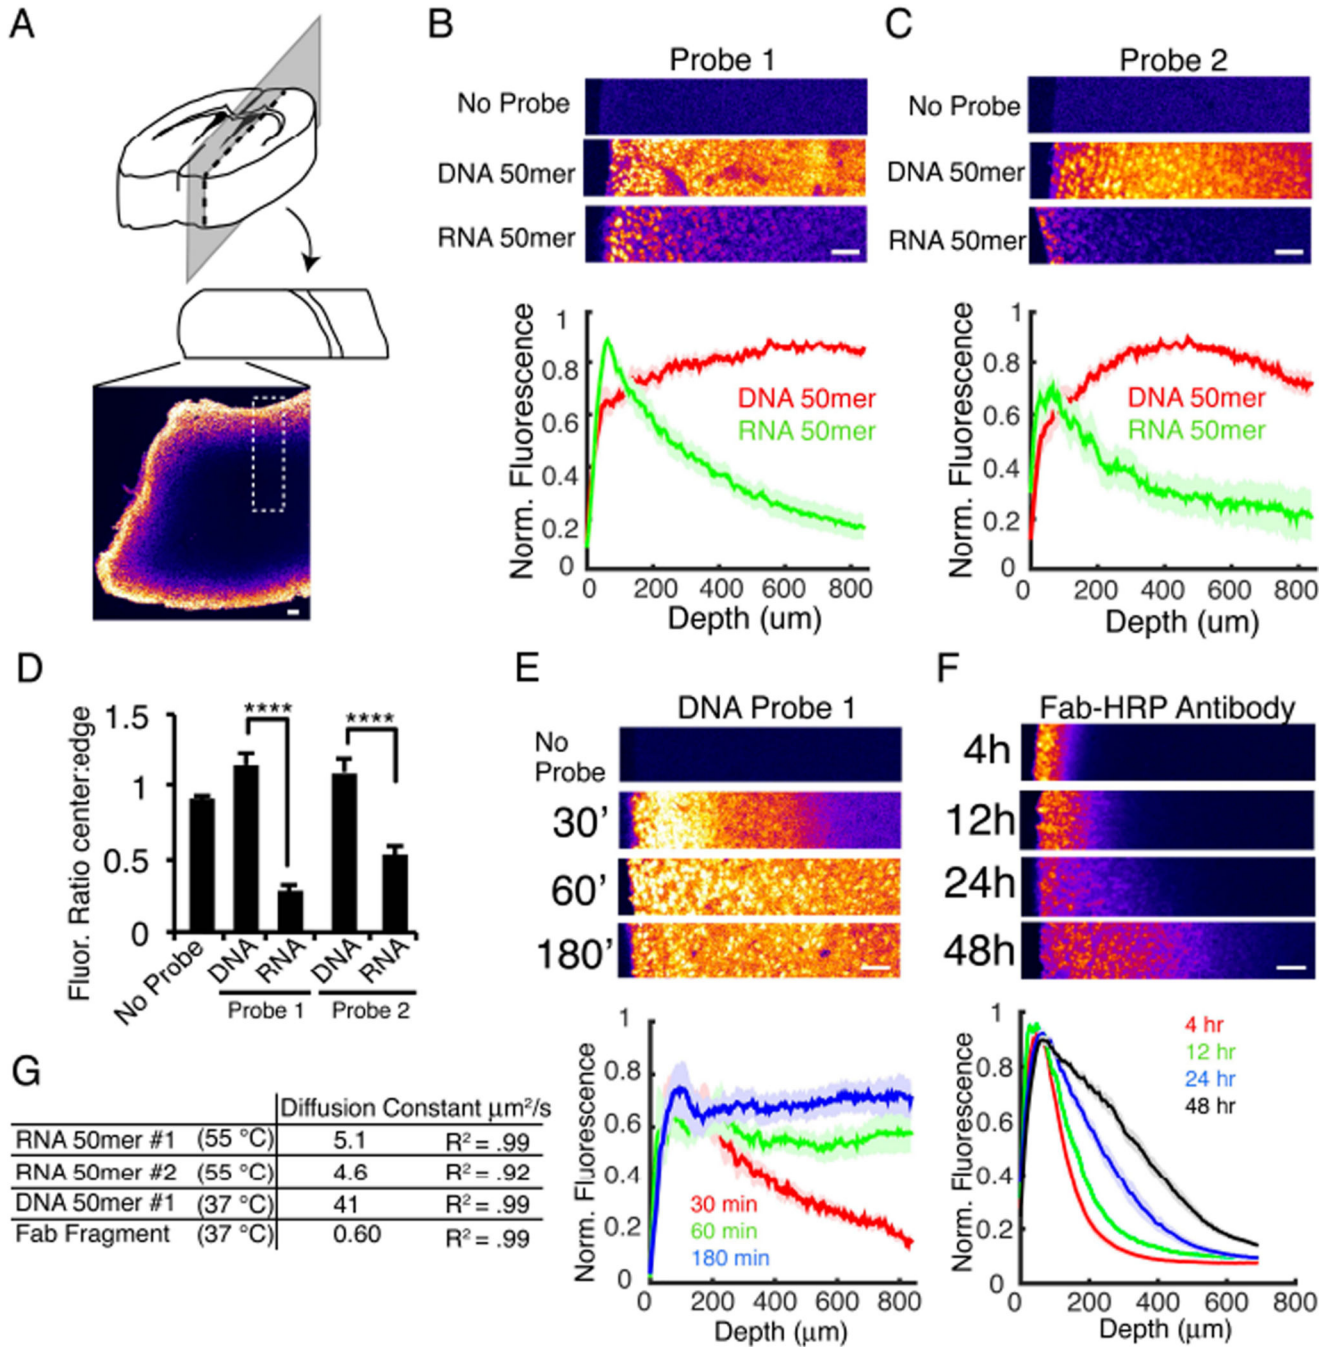 A
B
Probe 1
No Probe
DNA 50mer
RNA 50mer
Norm. Fluorescence
1
0.8
0.6
0.4
0.2
0
DNA 50mer
RNA 50mer
0 200 400 600 800
Depth (um)
C
Probe 2
No Probe
DNA 50mer
RNA 50mer
Norm. Fluorescence
1
0.8
0.6
0.4
0.2
0
DNA 50mer
RNA 50mer
0 200 400 600 800
Depth (um)
D
Fluor. Ratio center:edge
1.5
1
0.5
0
**** ****
No Probe DNA RNA DNA RNA
Probe 1 Probe 2
E
DNA Probe 1
No
Probe
30’
60’
180’
Norm. Fluorescence
1
0.8
0.6
0.4
0.2
0
30 min
60 min
180 min
0 200 400 600 800
Depth (μm)
F
Fab-HRP Antibody
4h
12h
24h
48h
Norm. Fluorescence
1
0.8
0.6
0.4
0.2
0
4 hr
12 hr
24 hr
48 hr
0 200 400 600 800
Depth (μm)
G
Diffusion Constant μm²/s
RNA 50mer #1 (55 °C) 5.1 R² = .99
RNA 50mer #2 (55 °C) 4.6 R² = .92
DNA 50mer #1 (37 °C) 41 R² = .99
Fab Fragment (37 °C) 0.60 R² = .99